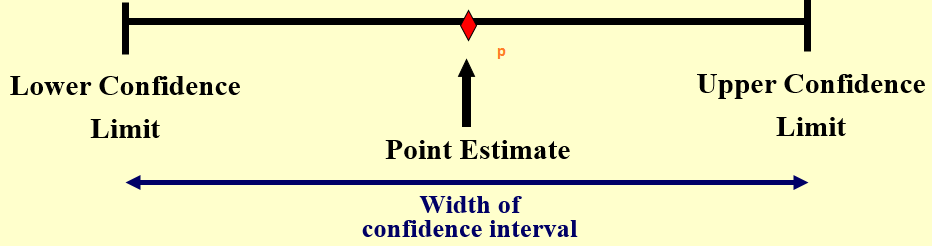 p
Lower Confidence
Limit
Point Estimate
Upper Confidence
Limit
Width of
confidence interval